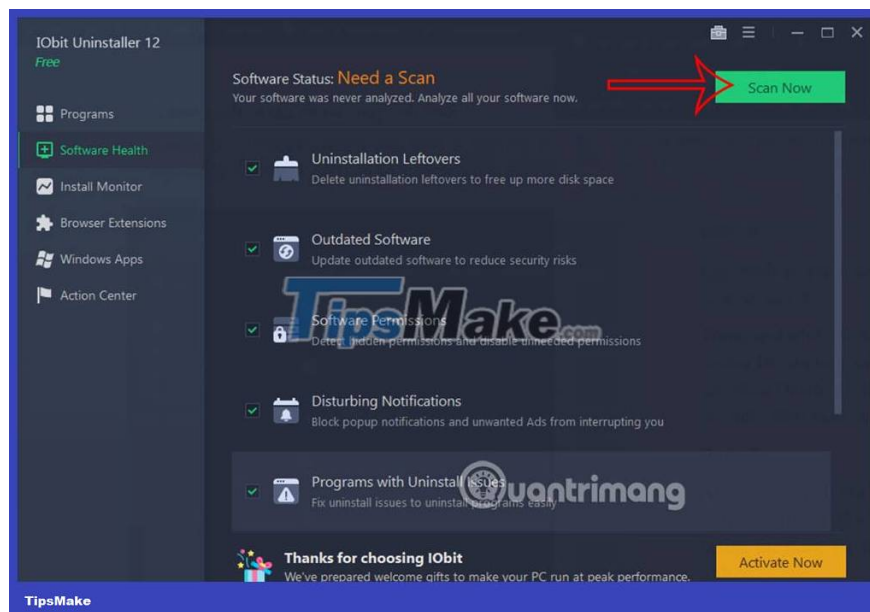 IObit Uninstaller 12
Free
Programs
Software Health
Install Monitor
Browser Extensions
Windows Apps
Action Center
Software Status: Need a Scan
Your software was never analyzed. Analyze all your software now.
Scan Now
Uninstallation Leftovers
Delete uninstallation leftovers to free up more disk space
Outdated Software
Update outdated software to reduce security risks
Software Permissions
Detect hidden permissions and disable unneeded permissions
TipsMake.com
Disturbing Notifications
Block popup notifications and unwanted Ads from interrupting you
Programs with Uninstall Issues
Fix uninstall issues to uninstall programs easily
Quantrimang
Thanks for choosing IObit
We've prepared welcome gifts to make your PC run at peak performance.
Activate Now
TipsMake